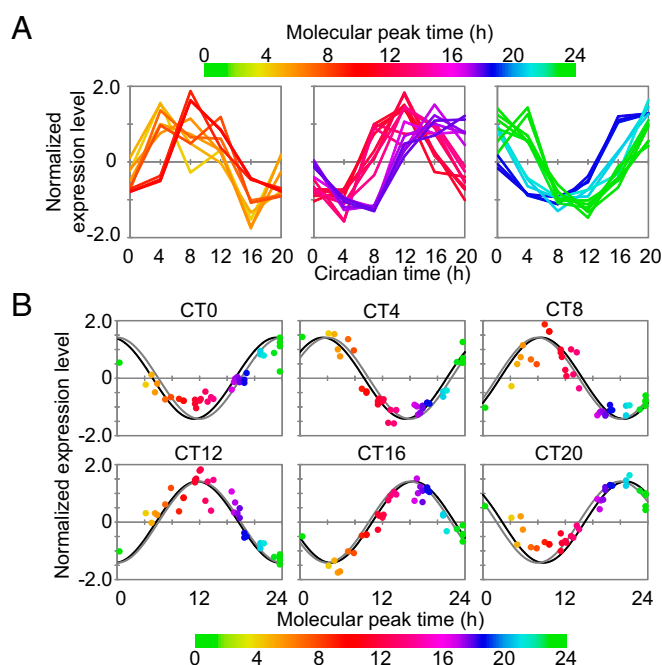 A
Molecular peak time (h)
0 4 8 12 16 20 24
Normalized
expression level
2.0
0
-2.0
0 4 8 12 16 20
0 4 8 12 16 20
0 4 8 12 16 20
Circadian time (h)
B
CT0 CT4 CT8
Normalized expression level
2.0
0
-2.0
CT12 CT16 CT20
2.0
0
-2.0
0 12 24
0 12 24
0 12 24
Molecular peak time (h)
0 4 8 12 16 20 24